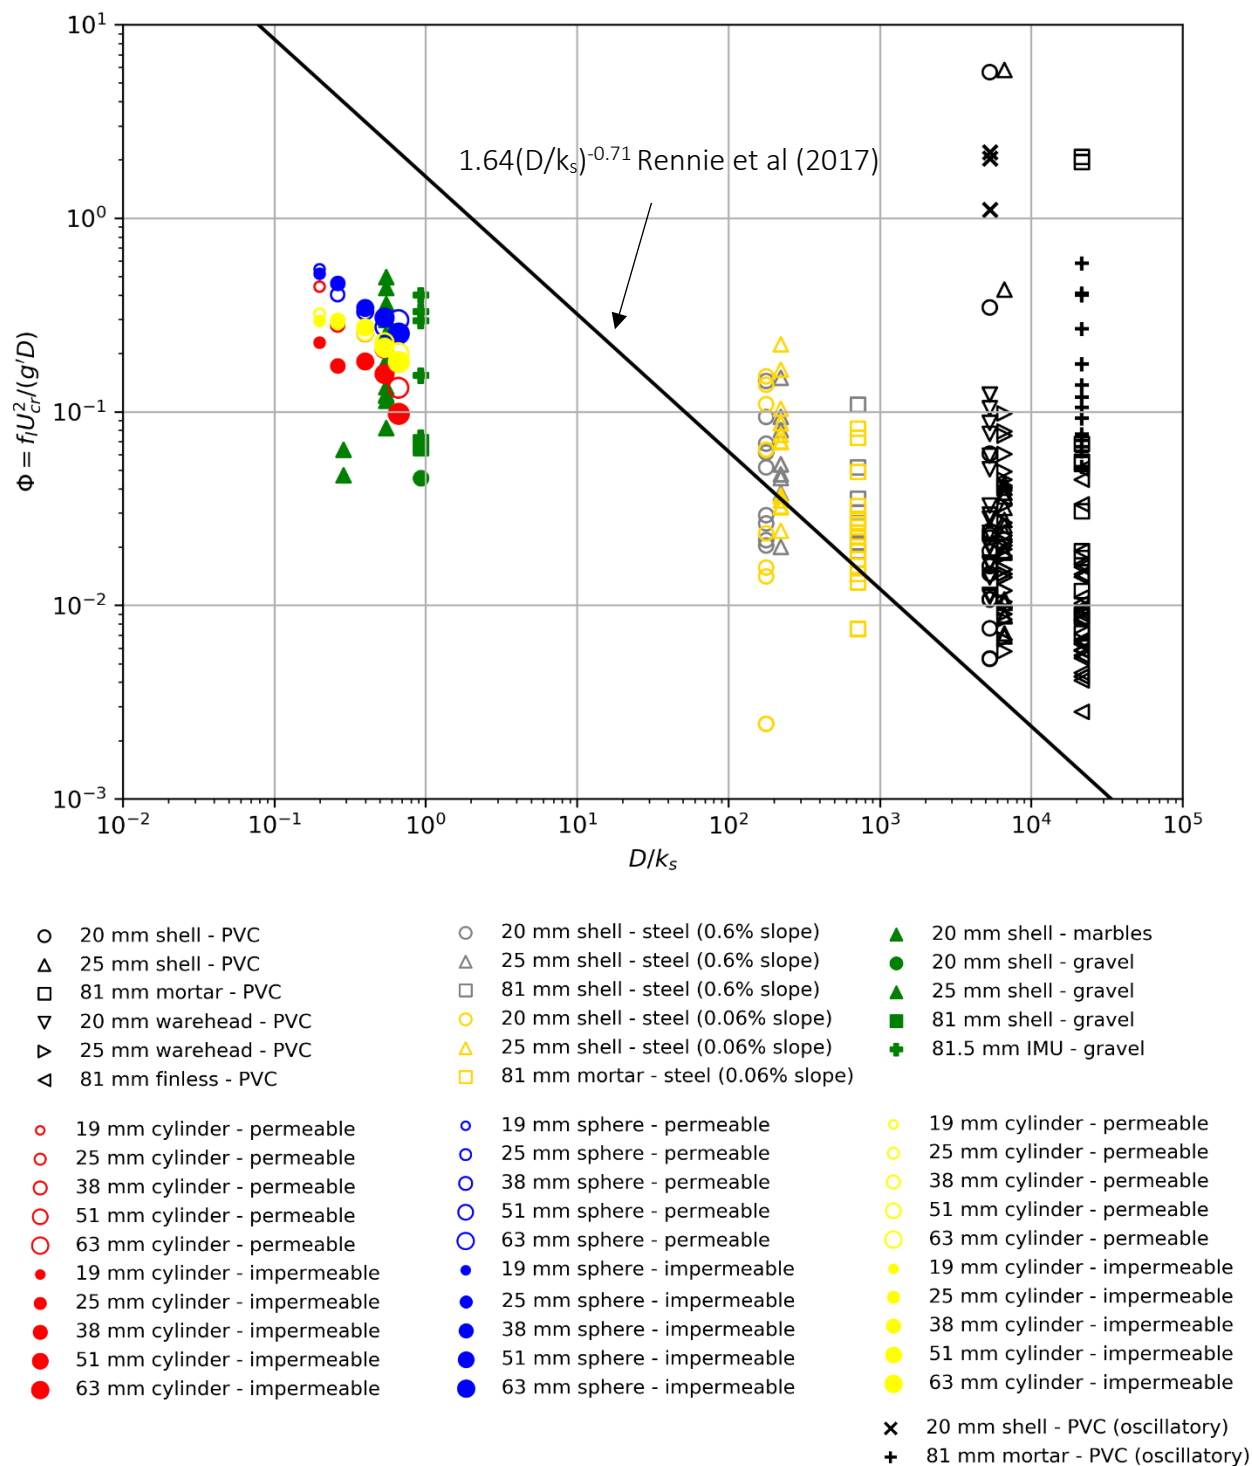 10¹
10⁰
10⁻¹
10⁻²
10⁻³
Φ = fₗU²cr/(g'D)
1.64(D/kₛ)⁻⁰·⁷¹ Rennie et al (2017)
10⁻² 10⁻¹ 10⁰ 10¹ 10² 10³ 10⁴ 10⁵
D/kₛ
20 mm shell - PVC
25 mm shell - PVC
81 mm mortar - PVC
20 mm warehead - PVC
25 mm warehead - PVC
81 mm finless - PVC
20 mm shell - steel (0.6% slope)
25 mm shell - steel (0.6% slope)
81 mm shell - steel (0.6% slope)
20 mm shell - steel (0.06% slope)
25 mm shell - steel (0.06% slope)
81 mm mortar - steel (0.06% slope)
20 mm shell - marbles
20 mm shell - gravel
25 mm shell - gravel
81 mm shell - gravel
81.5 mm IMU - gravel
19 mm cylinder - permeable
25 mm cylinder - permeable
38 mm cylinder - permeable
51 mm cylinder - permeable
63 mm cylinder - permeable
19 mm cylinder - impermeable
25 mm cylinder - impermeable
38 mm cylinder - impermeable
51 mm cylinder - impermeable
63 mm cylinder - impermeable
19 mm sphere - permeable
25 mm sphere - permeable
38 mm sphere - permeable
51 mm sphere - permeable
63 mm sphere - permeable
19 mm sphere - impermeable
25 mm sphere - impermeable
38 mm sphere - impermeable
51 mm sphere - impermeable
63 mm sphere - impermeable
19 mm cylinder - permeable
25 mm cylinder - permeable
38 mm cylinder - permeable
51 mm cylinder - permeable
63 mm cylinder - permeable
19 mm cylinder - impermeable
25 mm cylinder - impermeable
38 mm cylinder - impermeable
51 mm cylinder - impermeable
63 mm cylinder - impermeable
20 mm shell - PVC (oscillatory)
81 mm mortar - PVC (oscillatory)